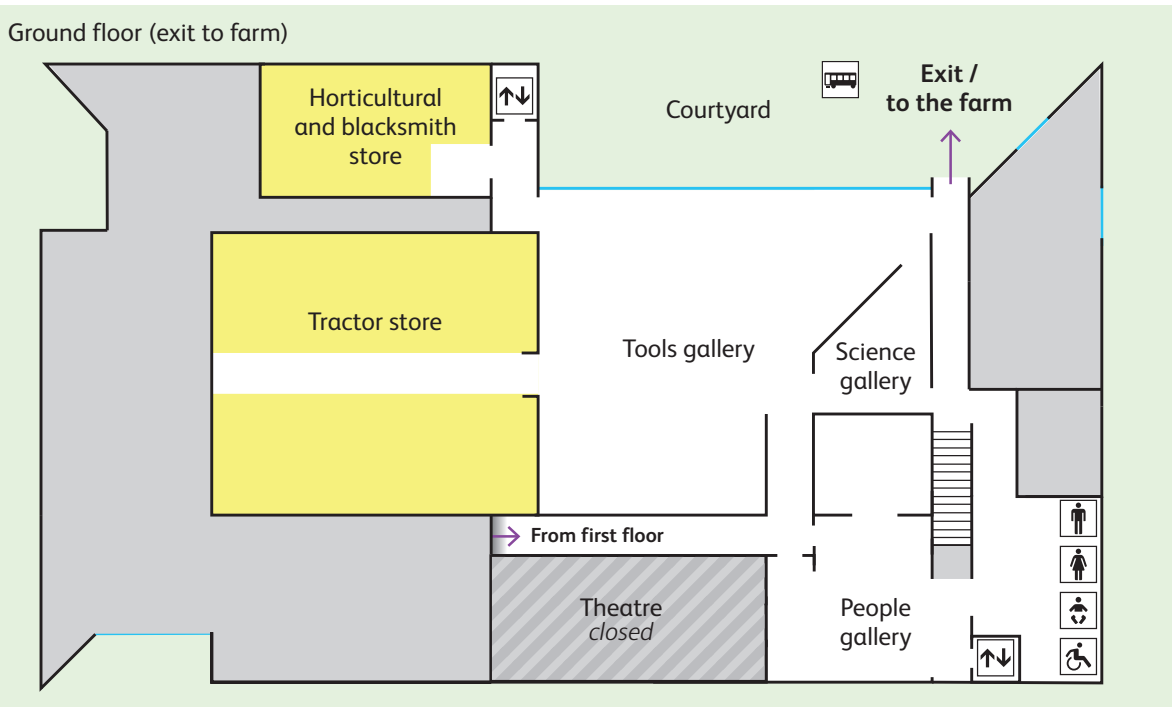 Ground floor (exit to farm)
Horticultural
and blacksmith
store
Courtyard
Exit /
to the farm
Tractor store
Tools gallery
Science
gallery
From first floor
Theatre
closed
People
gallery